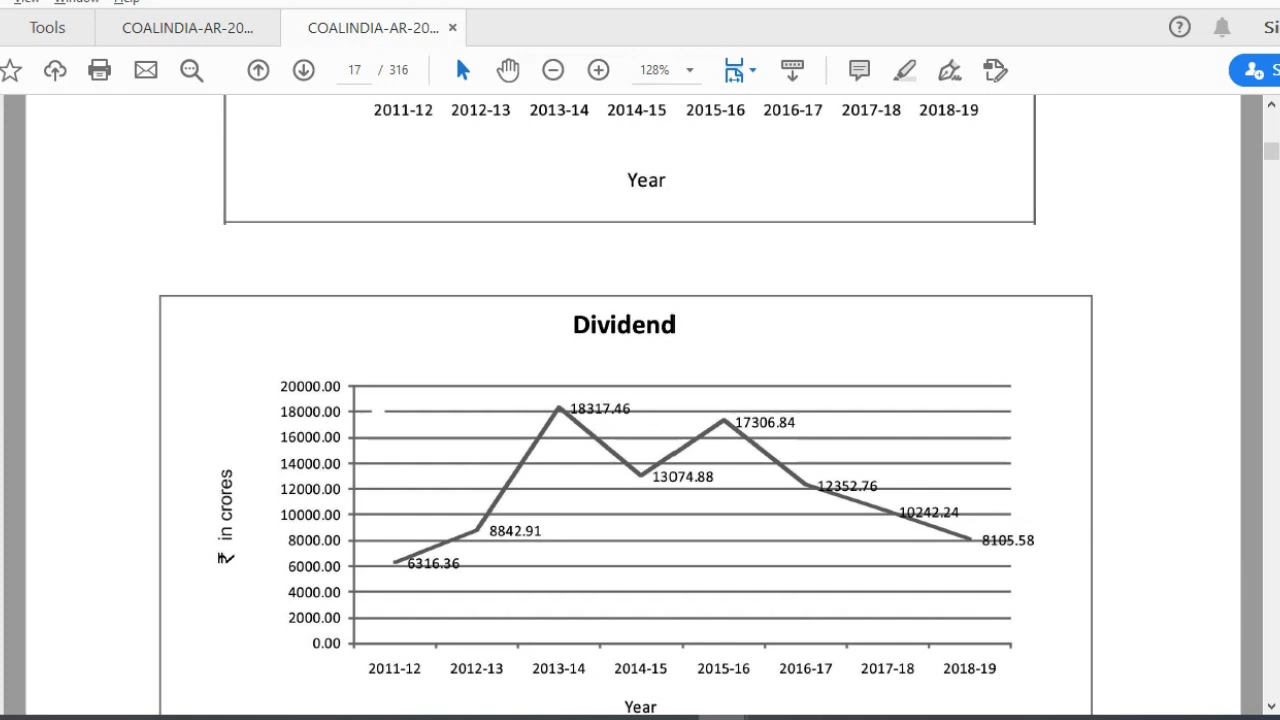 View Window Help
Tools COALINDIA-AR-20... COALINDIA-AR-20... × Si
17 / 316 128% S
2011-12 2012-13 2013-14 2014-15 2015-16 2016-17 2017-18 2018-19
Year
Dividend
20000.00
18000.00 18317.46
16000.00 17306.84
14000.00 13074.88
12000.00 12352.76
10000.00 10242.24
8000.00 8842.91 8105.58
6000.00 6316.36
4000.00
2000.00
0.00
₹ in crores
2011-12 2012-13 2013-14 2014-15 2015-16 2016-17 2017-18 2018-19
Year